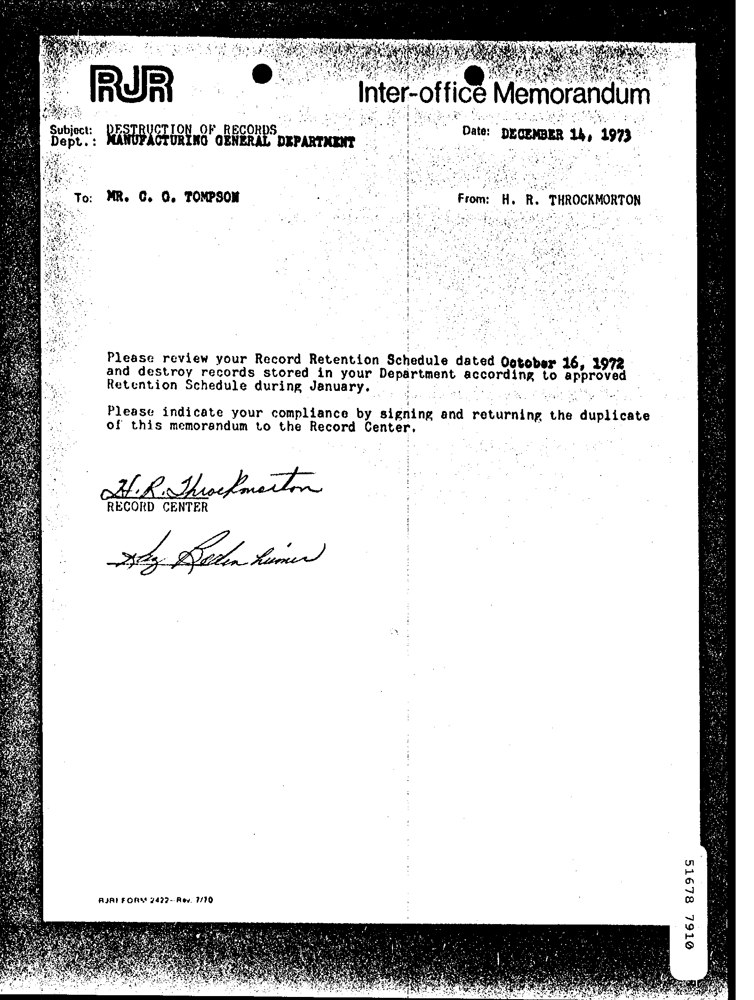 RJR
Inter-office Memorandum
Subject: DESTRUCTION OF RECORDS
Date: DECEMBER 14, 1973
Dept.: MANUFACTURING GENERAL DEPARTMENT
To: MR. C. G. TOMPSON
From: H. R. THROCKMORTON
Please review your Record Retention Schedule dated October 16, 1972
and destroy records stored in your Department according to approved
Retention Schedule during January.
Please indicate your compliance by signing and returning the duplicate
of this memorandum to the Record Center.
H. R. Throckmorton
RECORD CENTER
RJRI FORM 2422--Rev. 7/70
51678 7910